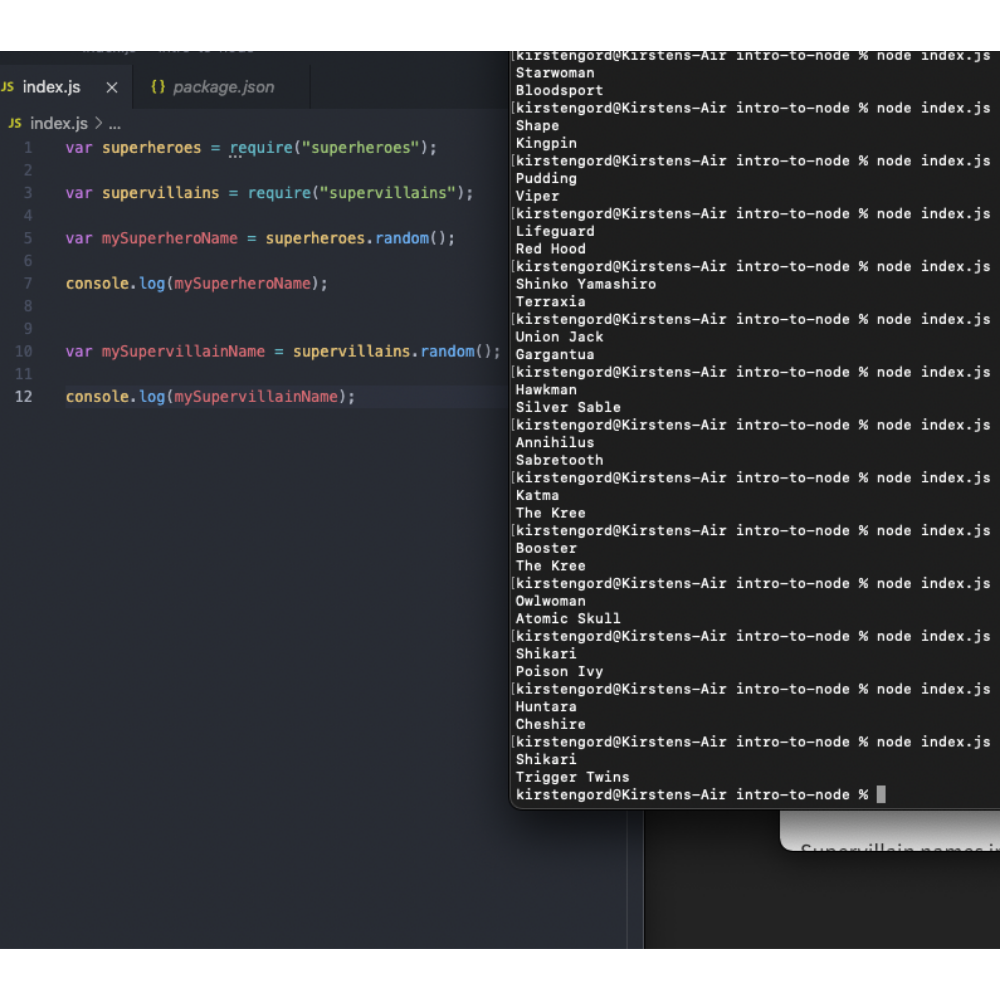 JS index.js × {} package.json
JS index.js > ...
1 var superheroes = require("superheroes");
2
3 var supervillains = require("supervillains");
4
5 var mySuperheroName = superheroes.random();
6
7 console.log(mySuperheroName);
8
9
10 var mySupervillainName = supervillains.random();
11
12 console.log(mySupervillainName);
[kirstengord@Kirstens-Air intro-to-node % node index.js
Starwoman
Bloodsport
[kirstengord@Kirstens-Air intro-to-node % node index.js
Shape
Kingpin
[kirstengord@Kirstens-Air intro-to-node % node index.js
Pudding
Viper
[kirstengord@Kirstens-Air intro-to-node % node index.js
Lifeguard
Red Hood
[kirstengord@Kirstens-Air intro-to-node % node index.js
Shinko Yamashiro
Terraxia
[kirstengord@Kirstens-Air intro-to-node % node index.js
Union Jack
Gargantua
[kirstengord@Kirstens-Air intro-to-node % node index.js
Hawkman
Silver Sable
[kirstengord@Kirstens-Air intro-to-node % node index.js
Annihilus
Sabretooth
[kirstengord@Kirstens-Air intro-to-node % node index.js
Katma
The Kree
[kirstengord@Kirstens-Air intro-to-node % node index.js
Booster
The Kree
[kirstengord@Kirstens-Air intro-to-node % node index.js
Owlwoman
Atomic Skull
[kirstengord@Kirstens-Air intro-to-node % node index.js
Shikari
Poison Ivy
[kirstengord@Kirstens-Air intro-to-node % node index.js
Huntara
Cheshire
[kirstengord@Kirstens-Air intro-to-node % node index.js
Shikari
Trigger Twins
kirstengord@Kirstens-Air intro-to-node %
Supervillain names